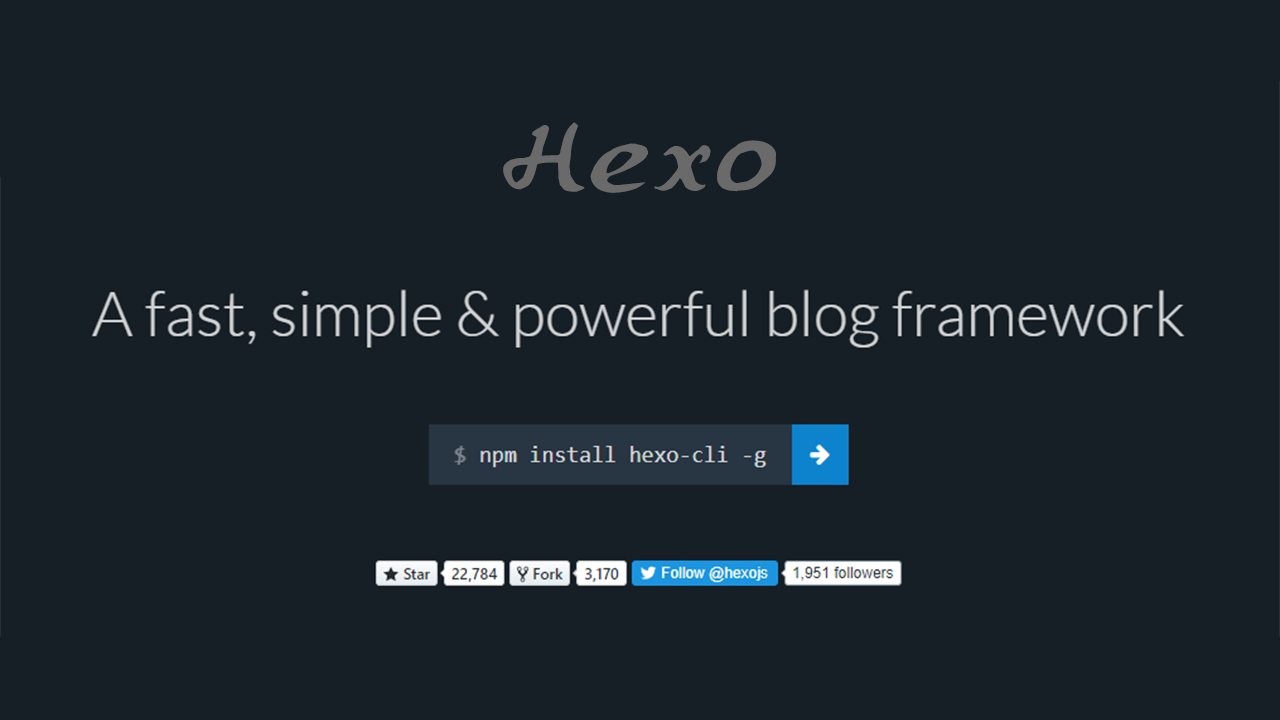 Hexo
A fast, simple & powerful blog framework
$ npm install hexo-cli -g
Star 22,784 Fork 3,170 Follow @hexojs 1,951 followers